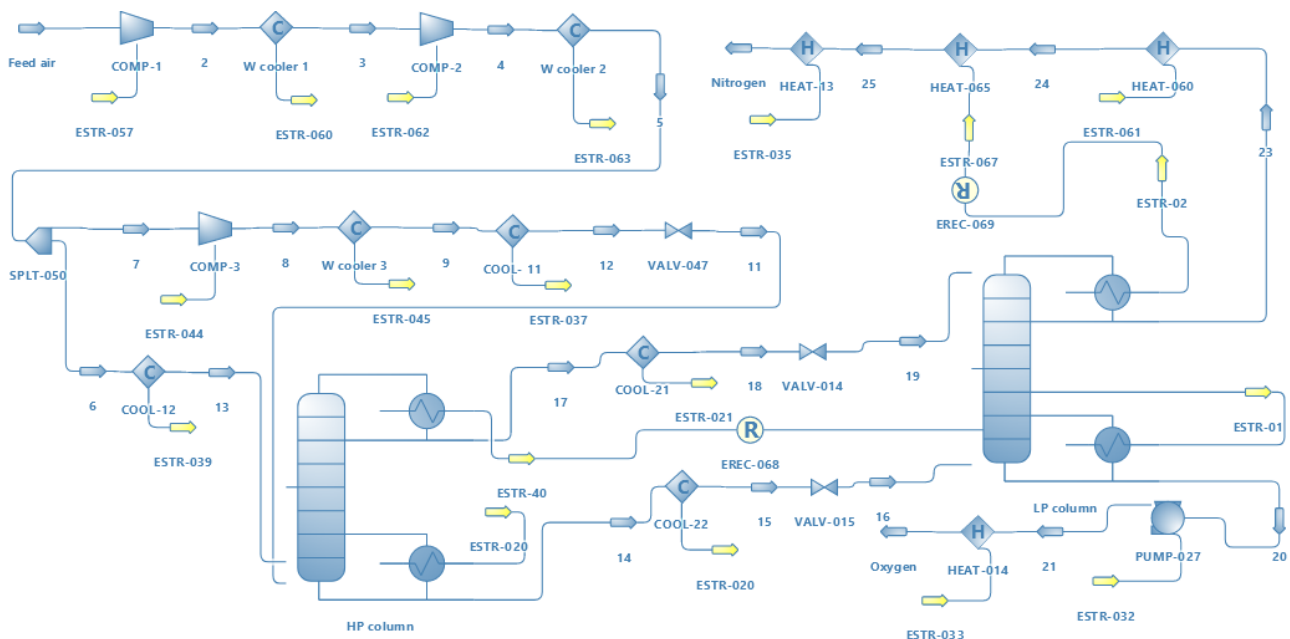 C
C
Feed air
COMP-1
2
W cooler 1
3
COMP-2
4
W cooler 2
5
ESTR-057
ESTR-060
ESTR-062
ESTR-063
H
H
H
Nitrogen
HEAT-13
25
HEAT-065
24
HEAT-060
23
ESTR-035
ESTR-067
ESTR-061
R
EREC-069
ESTR-02
C
C
SPLT-050
7
COMP-3
8
W cooler 3
9
COOL- 11
12
VALV-047
11
ESTR-044
ESTR-045
ESTR-037
C
6
COOL-12
13
ESTR-039
17
C
COOL-21
18
VALV-014
19
ESTR-021
R
EREC-068
ESTR-01
ESTR-40
ESTR-020
HP column
14
C
COOL-22
15
VALV-015
16
ESTR-020
LP column
H
Oxygen
HEAT-014
21
PUMP-027
20
ESTR-033
ESTR-032